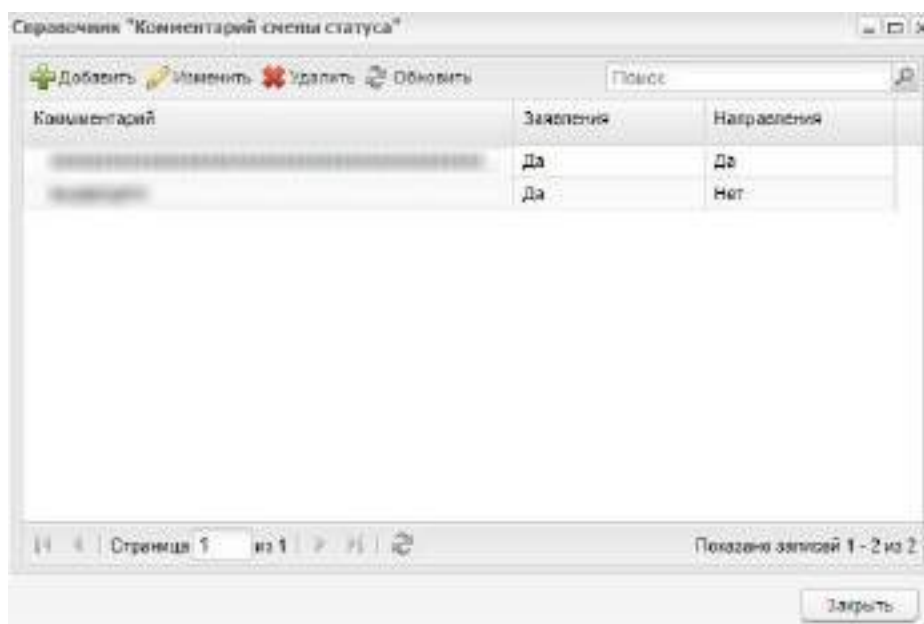 Справочник "Комментарий смены статуса"
Добавить Изменить Удалить Обновить Поиск
Комментарий Заявления Направления
Да Да
Да Нет
Страница 1 из 1 Показано записей 1 - 2 из 2
Закрыть